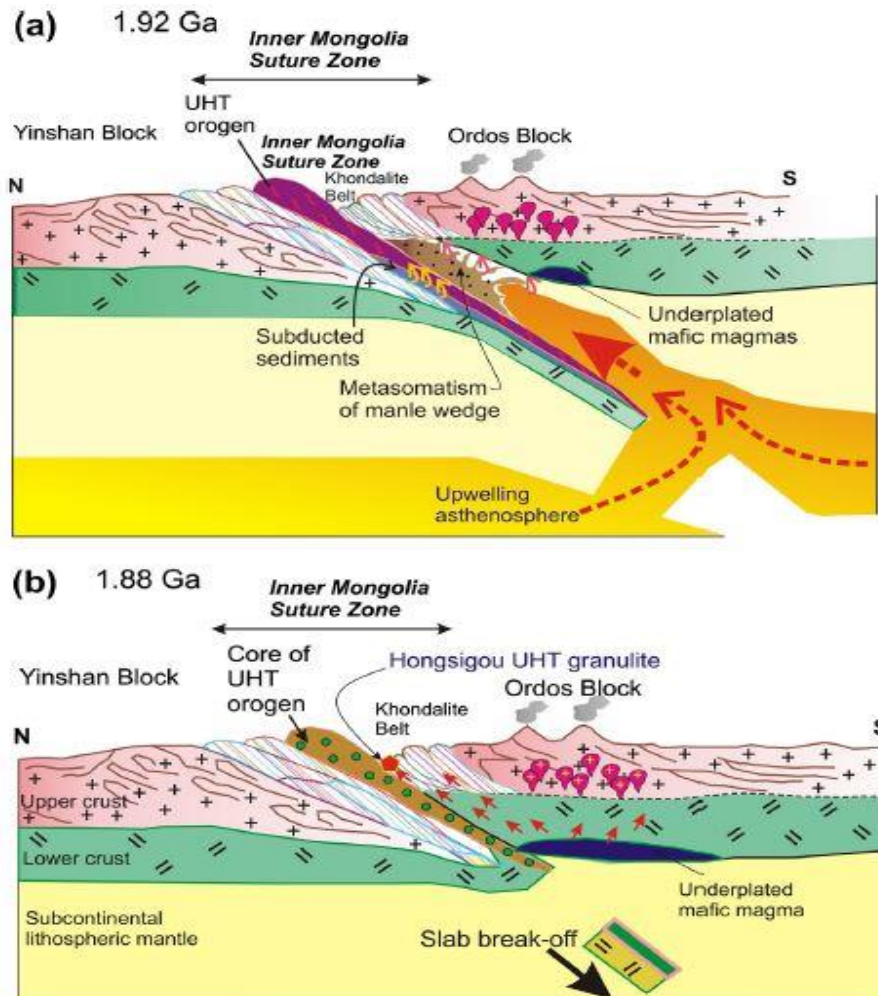 (a) 1.92 Ga
Inner Mongolia
Suture Zone
UHT
orogen
Yinshan Block
Inner Mongolia
Suture Zone
Khondalite
Belt
Ordos Block
N
S
Subducted
sediments
Underplated
mafic magmas
Metasomatism
of manle wedge
Upwelling
asthenosphere
(b) 1.88 Ga
Inner Mongolia
Suture Zone
Yinshan Block
Core of
UHT
orogen
Hongsigou UHT granulite
Khondalite
Belt
Ordos Block
N
S
Upper crust
Lower crust
Underplated
mafic magma
Subcontinental
lithospheric mantle
Slab break-off